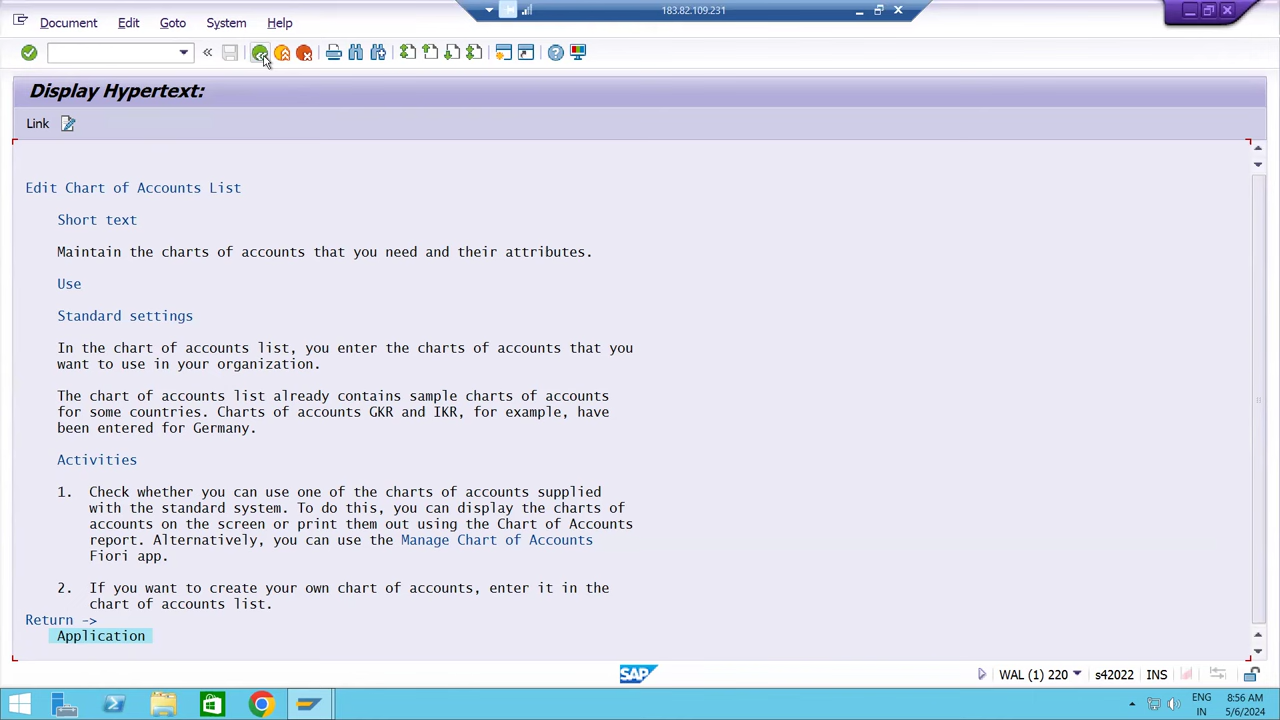 183.82.109.231
Document Edit Goto System Help
Display Hypertext:
Link
Edit Chart of Accounts List
Short text
Maintain the charts of accounts that you need and their attributes.
Use
Standard settings
In the chart of accounts list, you enter the charts of accounts that you
want to use in your organization.
The chart of accounts list already contains sample charts of accounts
for some countries. Charts of accounts GKR and IKR, for example, have
been entered for Germany.
Activities
1. Check whether you can use one of the charts of accounts supplied
with the standard system. To do this, you can display the charts of
accounts on the screen or print them out using the Chart of Accounts
report. Alternatively, you can use the Manage Chart of Accounts
Fiori app.
2. If you want to create your own chart of accounts, enter it in the
chart of accounts list.
Return ->
Application
SAP
WAL (1) 220 s42022 INS
ENG 8:56 AM
IN 5/6/2024